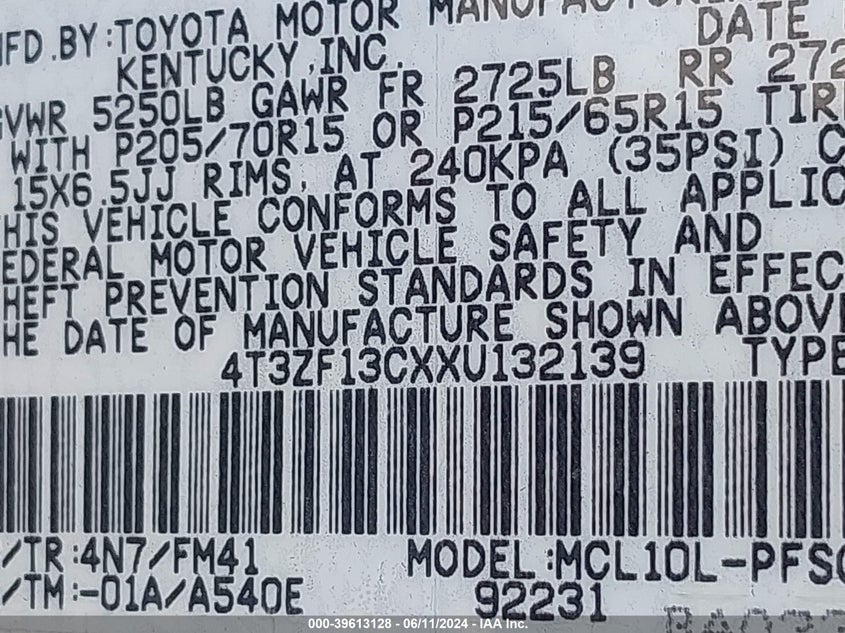 MFD.BY:TOYOTA MOTOR MANUFACTURING
DATE
KENTUCKY,INC.
GVWR 5250LB GAWR FR 2725LB RR 272
WITH P205/70R15 OR P215/65R15 TIRE
15X6.5JJ RIMS, AT 240KPA (35PSI) C
HIS VEHICLE CONFORMS TO ALL APPLIC
EDERAL MOTOR VEHICLE SAFETY AND
HEFT PREVENTION STANDARDS IN EFFEC
HE DATE OF MANUFACTURE SHOWN ABOVE
4T3ZF13CXXU132139 TYPE
/TR:4N7/FM41 MODEL:MCL10L-PFSG
/TM:-01A/A540E 92231
000-39613128 - 06/11/2024 - IAA Inc.